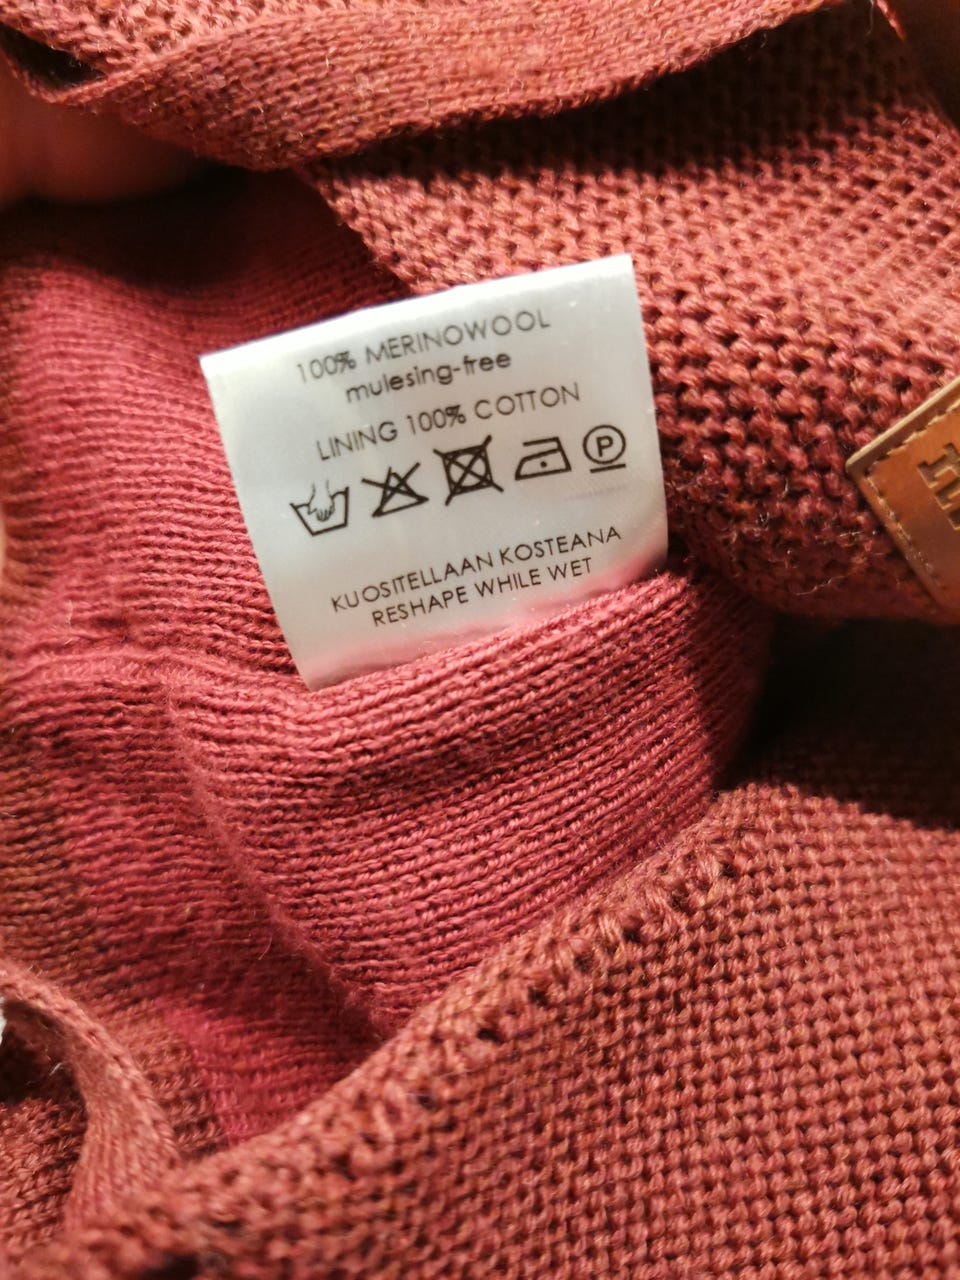 100% MERINOWOOL
mulesing-free
LINING 100% COTTON
P
KUOSITELLAAN KOSTEANA
RESHAPE WHILE WET